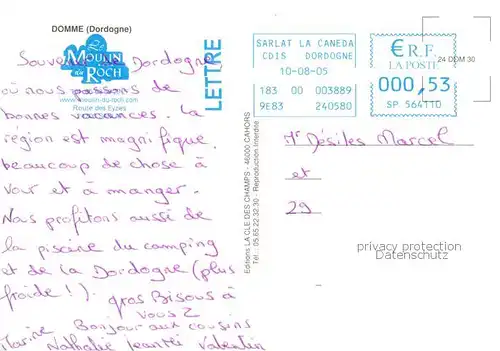 DOMME (Dordogne)
Le
MOULIN
du
ROCH
www.moulin-du-roch.com
Route des Eyzies
Souvenir de Dordogne
où nous passons de
bonnes vacances. La
région est magnifique,
beaucoup de chose à
voir et à manger.
Nous profitons aussi de
la piscine du camping
et de la Dordogne (plus
froide !). gros Bisous à
vous 2
Bonjour aux cousins
Marine Nathalie Valentin
LETTRE
Editions LA CLE DES CHAMPS - 46000 CAHORS
Tél. : 05.65.22.32.30 - Reproduction Interdite
SARLAT LA CANEDA
CDIS DORDOGNE
10-08-05
183 00 003889
9E83 240580
€ R.F.
LA POSTE
24 DOM 30
000,53
SP 564110
Mr Désiles Marcel
et
29
privacy protection
Datenschutz